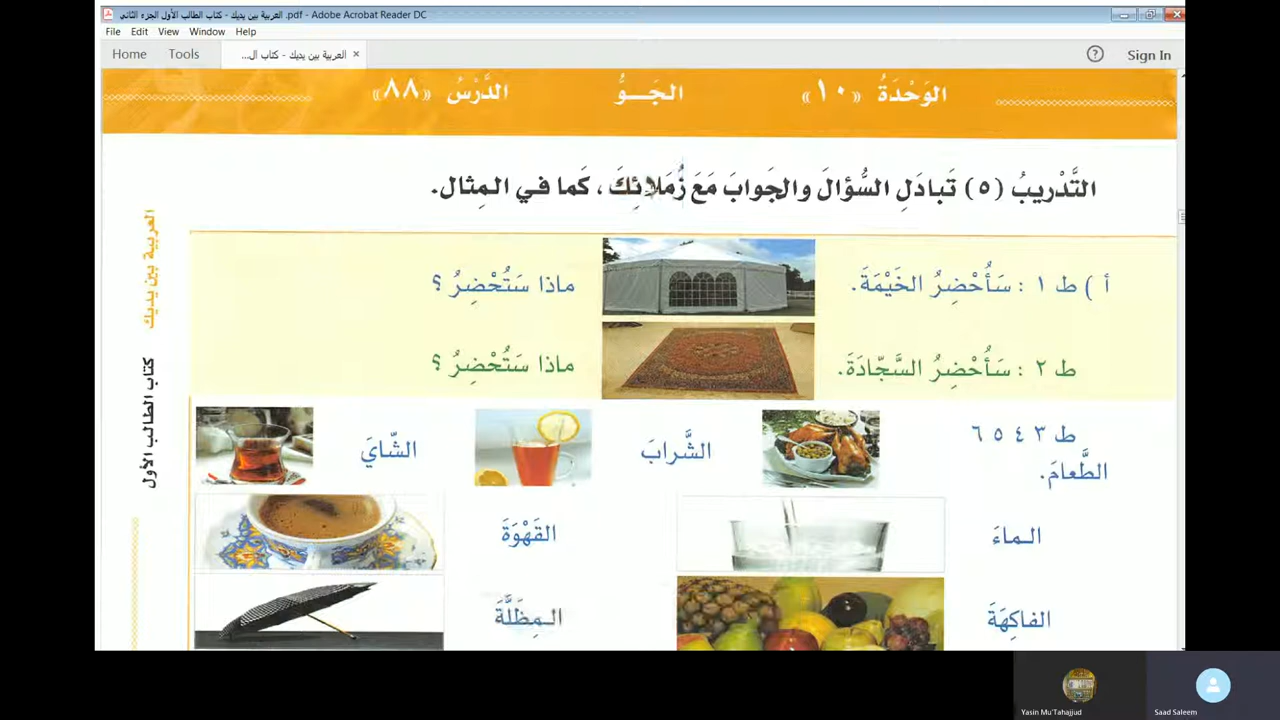 العربية بين يديك - كتاب الطالب الأول الجزء الثاني .pdf - Adobe Acrobat Reader DC
File Edit View Window Help
Home Tools العربية بين يديك - كتاب ال... × ? Sign In
الوَحْدَةُ «١٠» الجَــوُّ الدَّرْسُ «٨٨»
التَّدْريبُ (٥) تَبادَلِ السُّؤالَ والجَوابَ مَعَ زُمَلائِكَ ، كَما في المِثال.
أ ) ط ١ : سَأُحْضِرُ الخَيْمَةَ. ماذا سَتُحْضِرُ ؟
ط ٢ : سَأُحْضِرُ السَّجّادَةَ. ماذا سَتُحْضِرُ ؟
ط ٣ ٤ ٥ ٦
الطَّعامَ. الشَّرابَ الشّايَ
الـماءَ القَهْوَةَ
الفاكِهَةَ الـمِظَلَّةَ
العربية بين يديك
كتاب الطالب الأول
Yasin Mu'Tahajjud
Saad Saleem